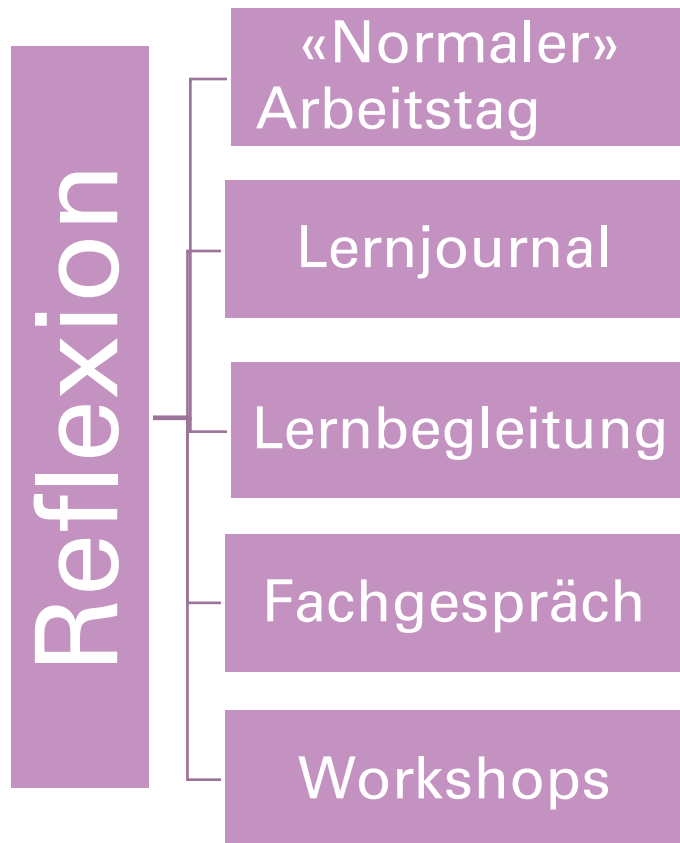 Reflexion
«Normaler»
Arbeitstag
Lernjournal
Lernbegleitung
Fachgespräch
Workshops